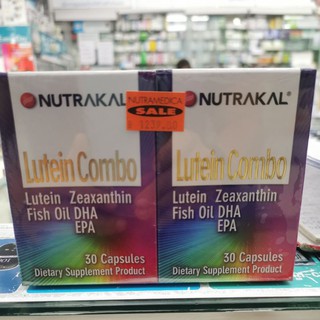 NUTRAKAL
Lutein Combo
Lutein Zeaxanthin
Fish Oil DHA
EPA
30 Capsules
Dietary Supplement Product
NUTRAMEDICA
SALE
NUTRAKAL®
Lutein Combo
Lutein Zeaxanthin
Fish Oil DHA
EPA
30 Capsules
Dietary Supplement Product